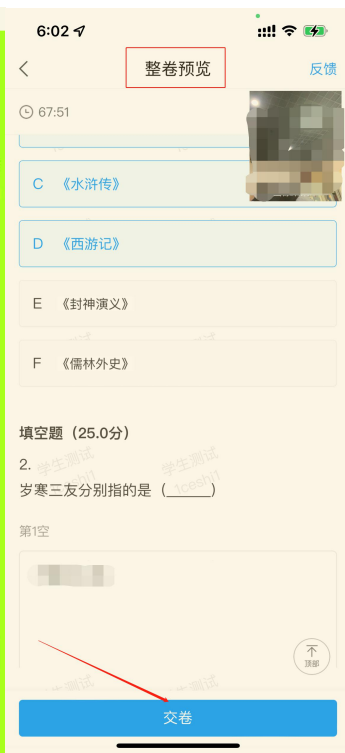 6:02
整卷预览
反馈
67:51
C 《水浒传》
D 《西游记》
E 《封神演义》
F 《儒林外史》
填空题（25.0分）
2.
岁寒三友分别指的是（_____）
学生测试
1ceshi1
第1空
顶部
交卷